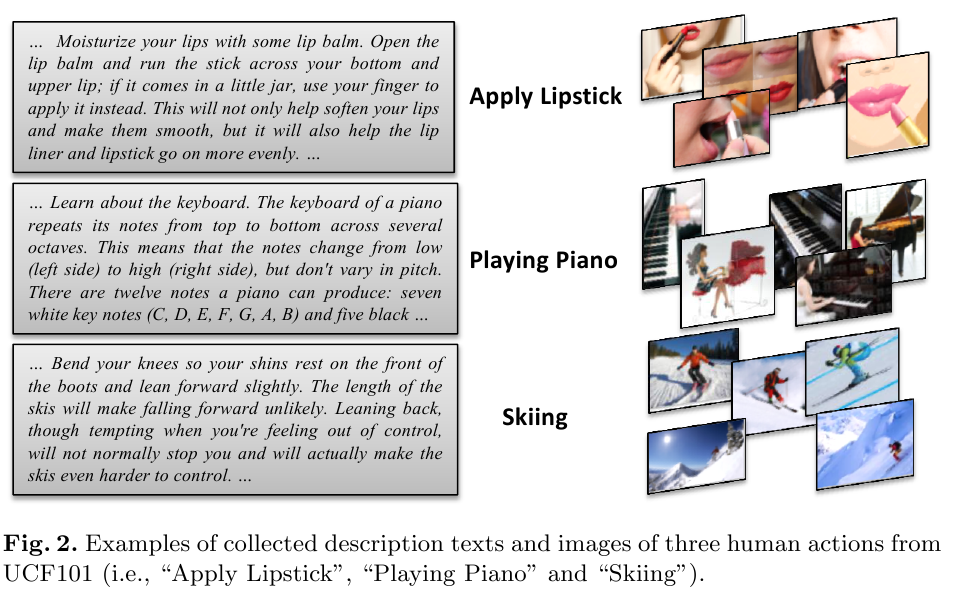 ... Moisturize your lips with some lip balm. Open the
lip balm and run the stick across your bottom and
upper lip; if it comes in a little jar, use your finger to
apply it instead. This will not only help soften your lips
and make them smooth, but it will also help the lip
liner and lipstick go on more evenly. ...
Apply Lipstick
... Learn about the keyboard. The keyboard of a piano
repeats its notes from top to bottom across several
octaves. This means that the notes change from low
(left side) to high (right side), but don't vary in pitch.
There are twelve notes a piano can produce: seven
white key notes (C, D, E, F, G, A, B) and five black ...
Playing Piano
... Bend your knees so your shins rest on the front of
the boots and lean forward slightly. The length of the
skis will make falling forward unlikely. Leaning back,
though tempting when you're feeling out of control,
will not normally stop you and will actually make the
skis even harder to control. ...
Skiing
Fig. 2. Examples of collected description texts and images of three human actions from
UCF101 (i.e., “Apply Lipstick”, “Playing Piano” and “Skiing”).